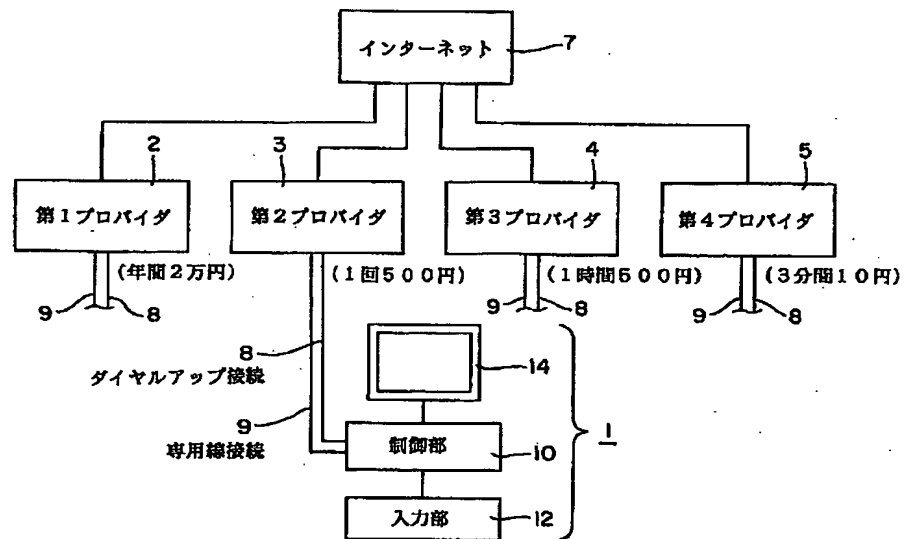 インターネット
7
2
3
4
5
第1プロバイダ
第2プロバイダ
第3プロバイダ
第4プロバイダ
(年間2万円)
(1回500円)
(1時間600円)
(3分間10円)
9
8
9
8
9
8
8
ダイヤルアップ接続
14
9
専用線接続
制御部
10
1
入力部
12